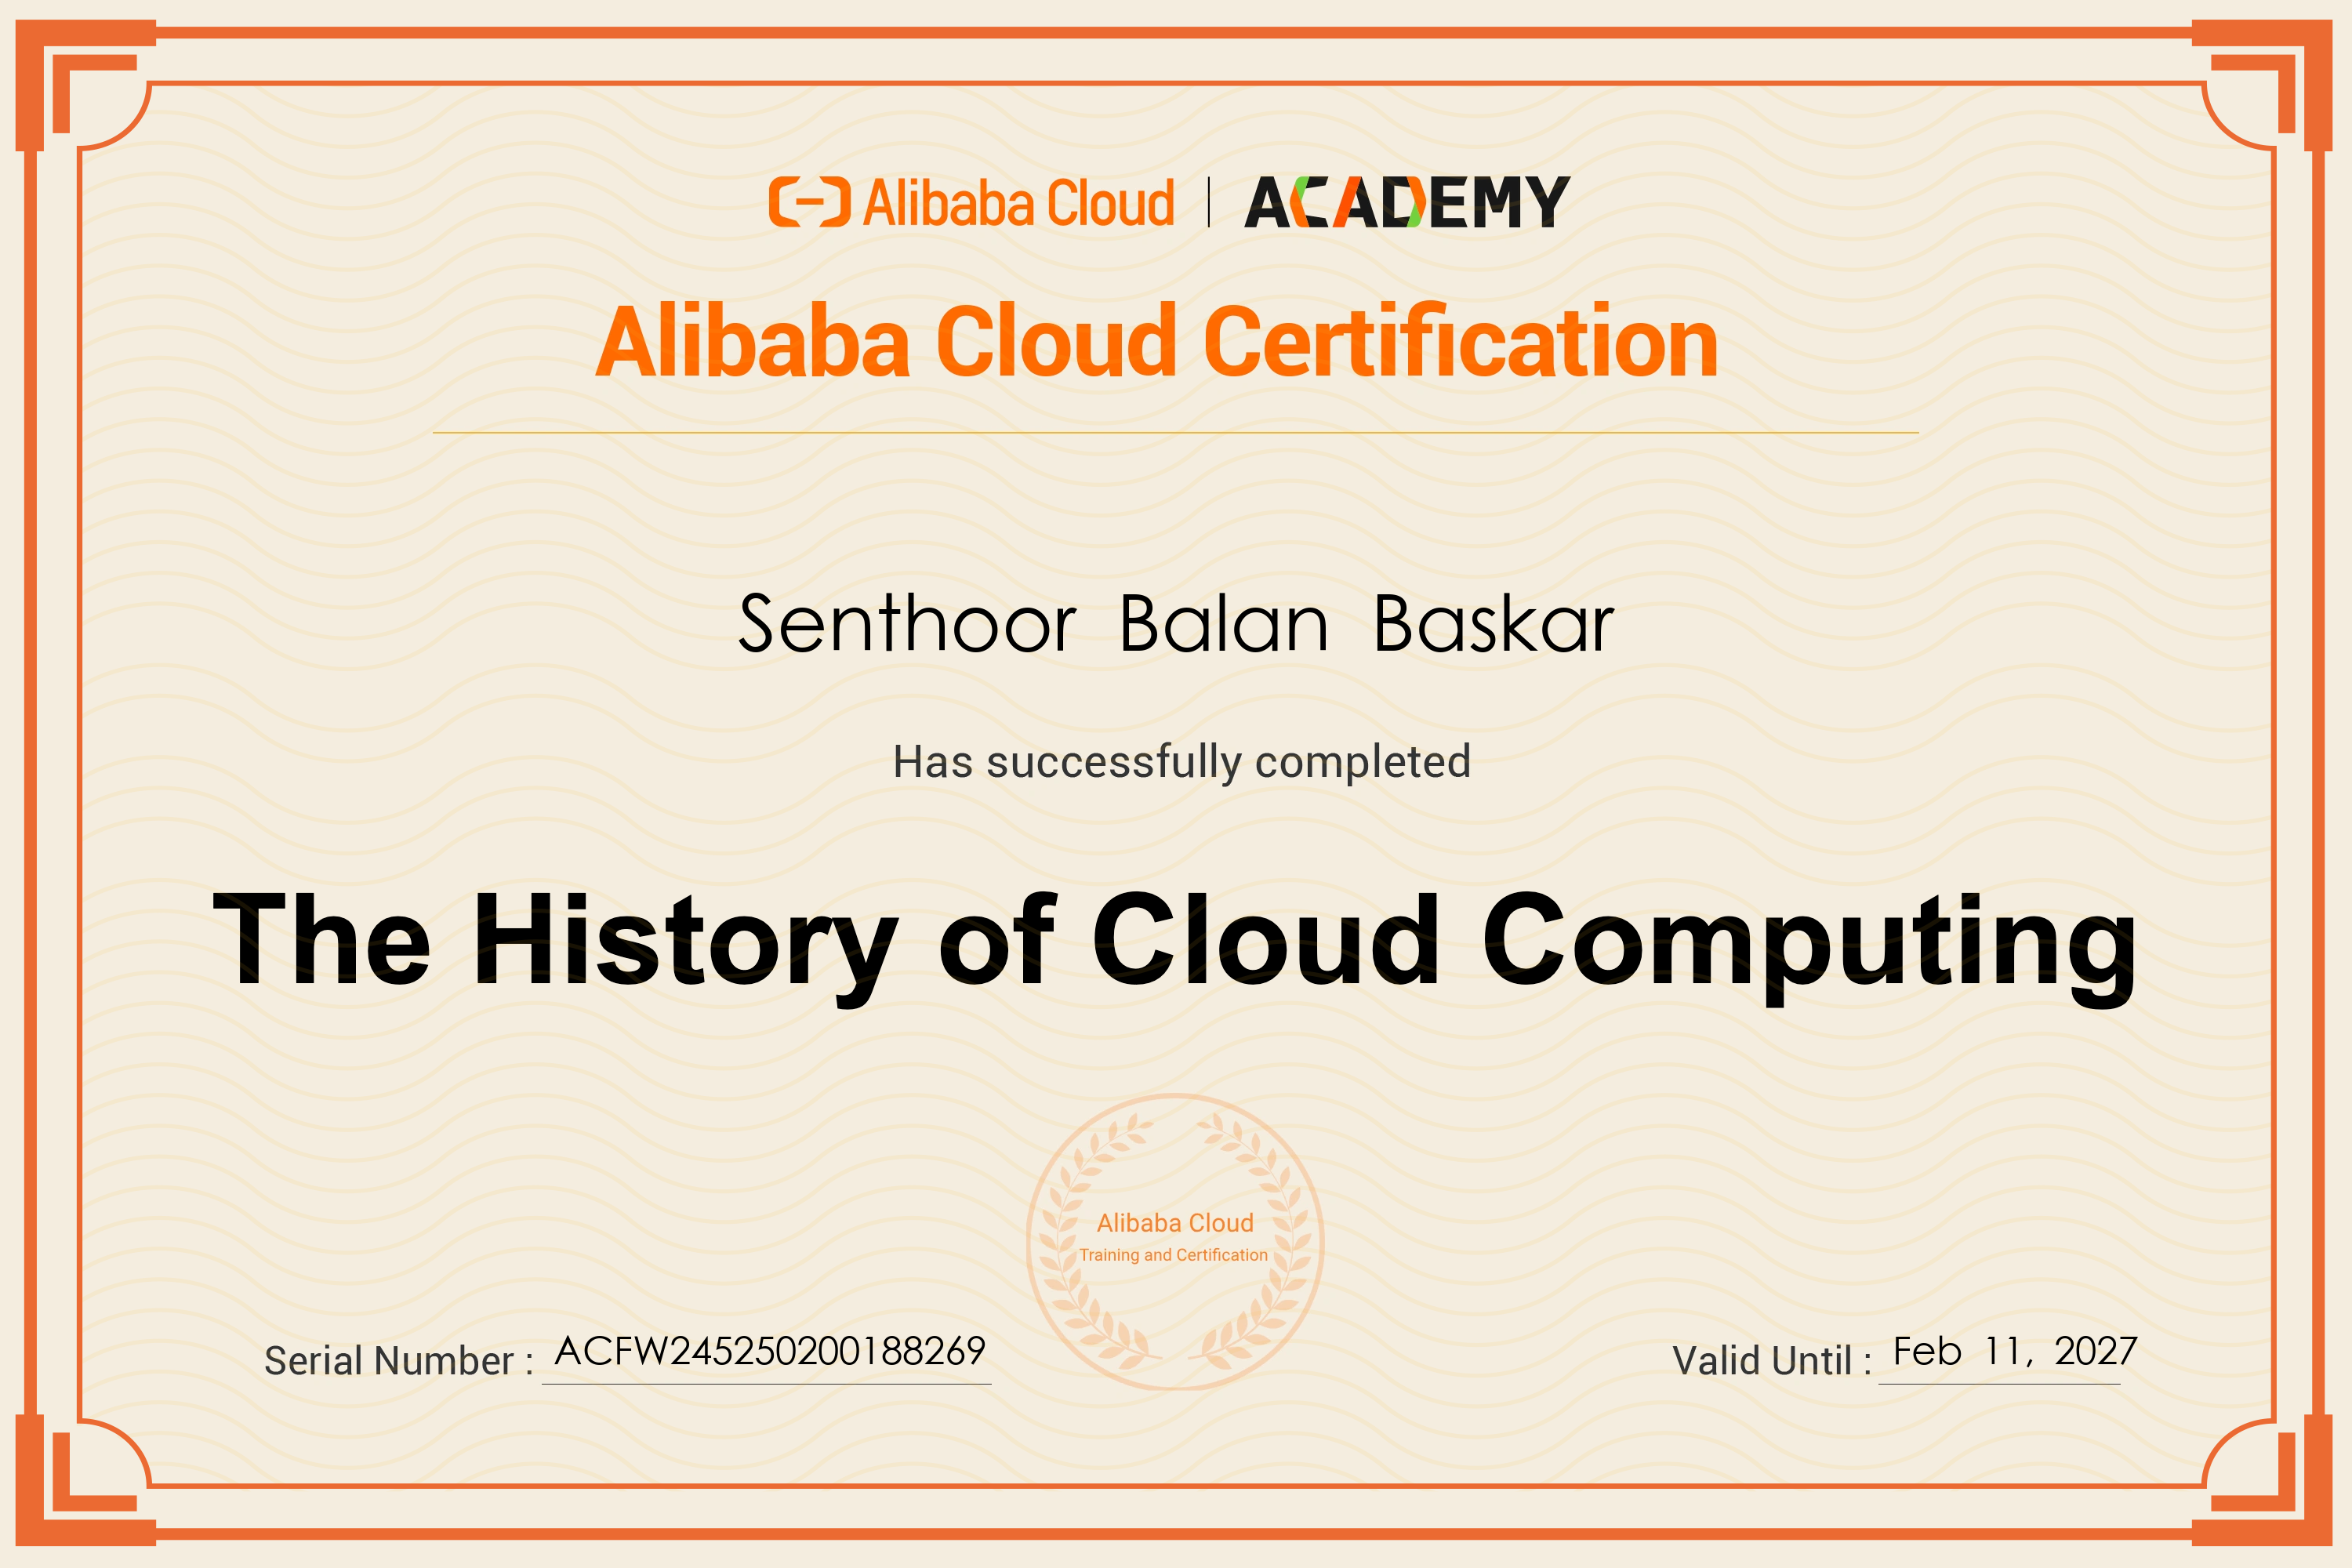 Alibaba Cloud | ACADEMY
Alibaba Cloud Certification
Senthoor Balan Baskar
Has successfully completed
The History of Cloud Computing
Alibaba Cloud
Training and Certification
Serial Number : ACFW245250200188269
Valid Until : Feb 11, 2027